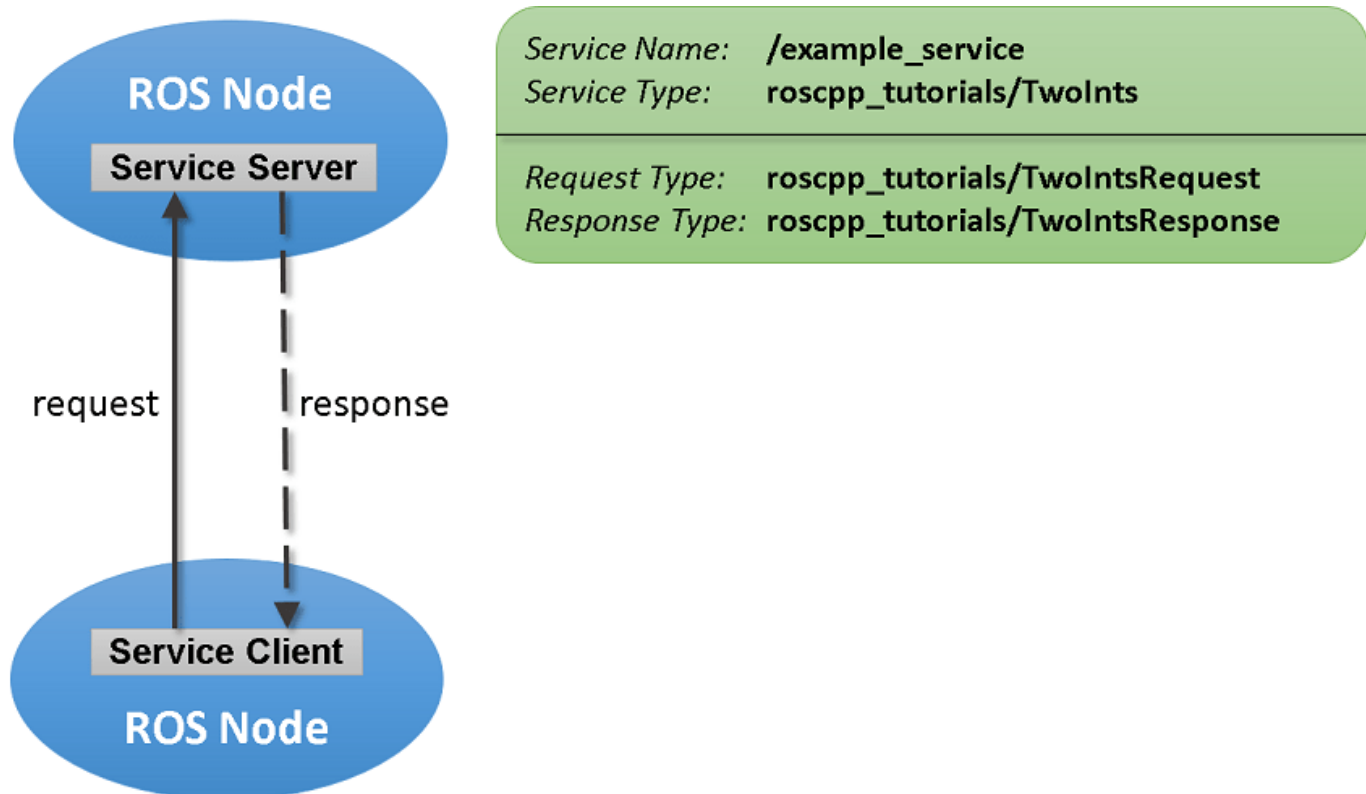 ROS Node
Service Server
request
response
Service Client
ROS Node
Service Name: /example_service
Service Type: roscpp_tutorials/TwoInts
Request Type: roscpp_tutorials/TwoIntsRequest
Response Type: roscpp_tutorials/TwoIntsResponse